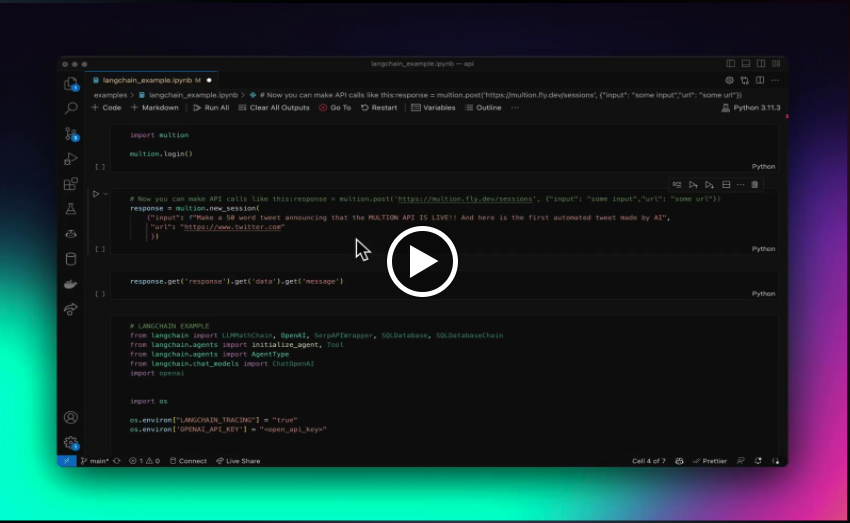 langchain_example.ipynb — api
langchain_example.ipynb M
examples > langchain_example.ipynb > # Now you can make API calls like this:response = multion.post('https://multion.fly.dev/sessions', {"input": "some input","url": "some url"})
+ Code + Markdown Run All Clear All Outputs Go To Restart Variables Outline ... Python 3.11.3
import multion
multion.login()
[ ] Python
# Now you can make API calls like this:response = multion.post('https://multion.fly.dev/sessions', {"input": "some input","url": "some url"})
response = multion.new_session(
{"input": f"Make a 50 word tweet announcing that the MULTION API IS LIVE!! And here is the first automated tweet made by AI",
"url": "https://www.twitter.com"
})
[ ] Python
response.get('response').get('data').get('message')
[ ] Python
# LANGCHAIN EXAMPLE
from langchain import LLMMathChain, OpenAI, SerpAPIWrapper, SQLDatabase, SQLDatabaseChain
from langchain.agents import initialize_agent, Tool
from langchain.agents import AgentType
from langchain.chat_models import ChatOpenAI
import openai
import os
os.environ["LANGCHAIN_TRACING"] = "true"
os.environ['OPENAI_API_KEY'] = "<open_api_key>"
main* 1 0 Connect Live Share Cell 4 of 7 Prettier